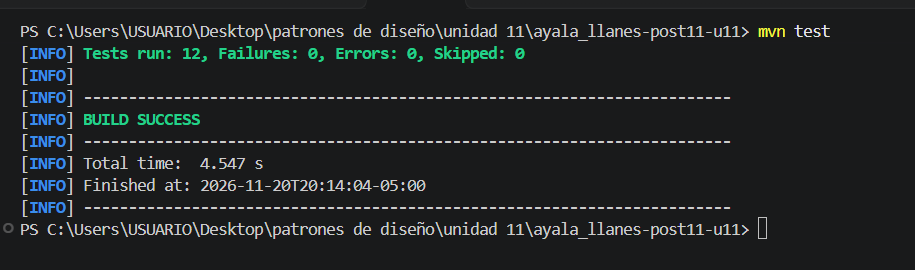 PS C:\Users\USUARIO\Desktop\patrones de diseño\unidad 11\ayala_llanes-post11-u11> mvn test
[INFO] Tests run: 12, Failures: 0, Errors: 0, Skipped: 0
[INFO]
[INFO] ------------------------------------------------------------------------
[INFO] BUILD SUCCESS
[INFO] ------------------------------------------------------------------------
[INFO] Total time:  4.547 s
[INFO] Finished at: 2026-11-20T20:14:04-05:00
[INFO] ------------------------------------------------------------------------
PS C:\Users\USUARIO\Desktop\patrones de diseño\unidad 11\ayala_llanes-post11-u11>